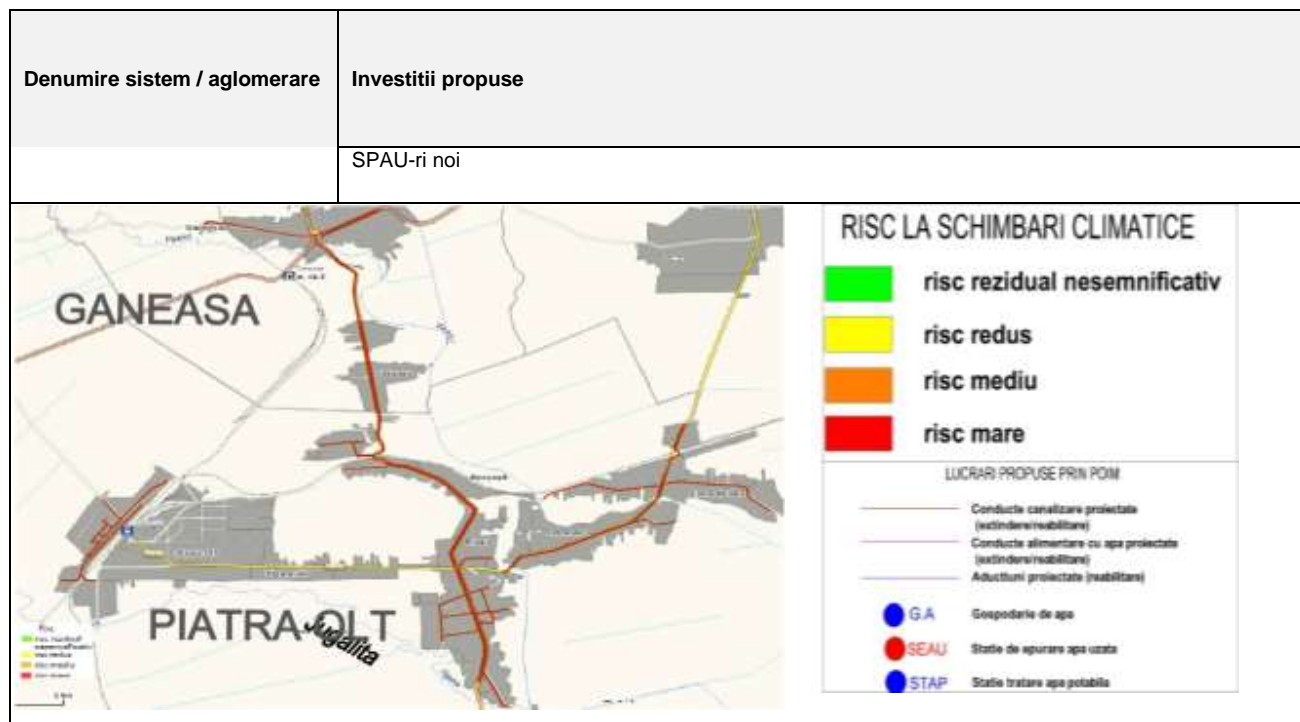 Denumire sistem / aglomerare
Investitii propuse
SPAU-ri noi
GANEASA
PIATRA-OLT
Jugalita
RISC LA SCHIMBARI CLIMATICE
risc rezidual nesemnificativ
risc redus
risc mediu
risc mare
LUCRARI PROPUSE PRIN POIM
Conducte canalizare proiectate
(extindere/reabilitare)
Conducte alimentare cu apa proiectate
(extindere/reabilitare)
Aductiuni proiectate (reabilitare)
G.A Gospodarie de apa
SEAU Statie de epurare apa uzata
STAP Statie tratare apa potabila